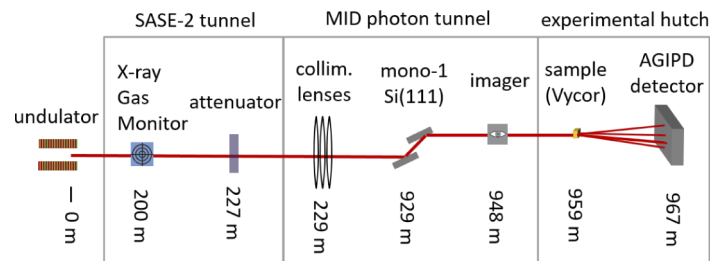 SASE-2 tunnel
MID photon tunnel
experimental hutch
undulator
X-ray
Gas
Monitor
attenuator
collim.
lenses
mono-1
Si(111)
imager
sample
(Vycor)
AGIPD
detector
0 m
200 m
227 m
229 m
929 m
948 m
959 m
967 m